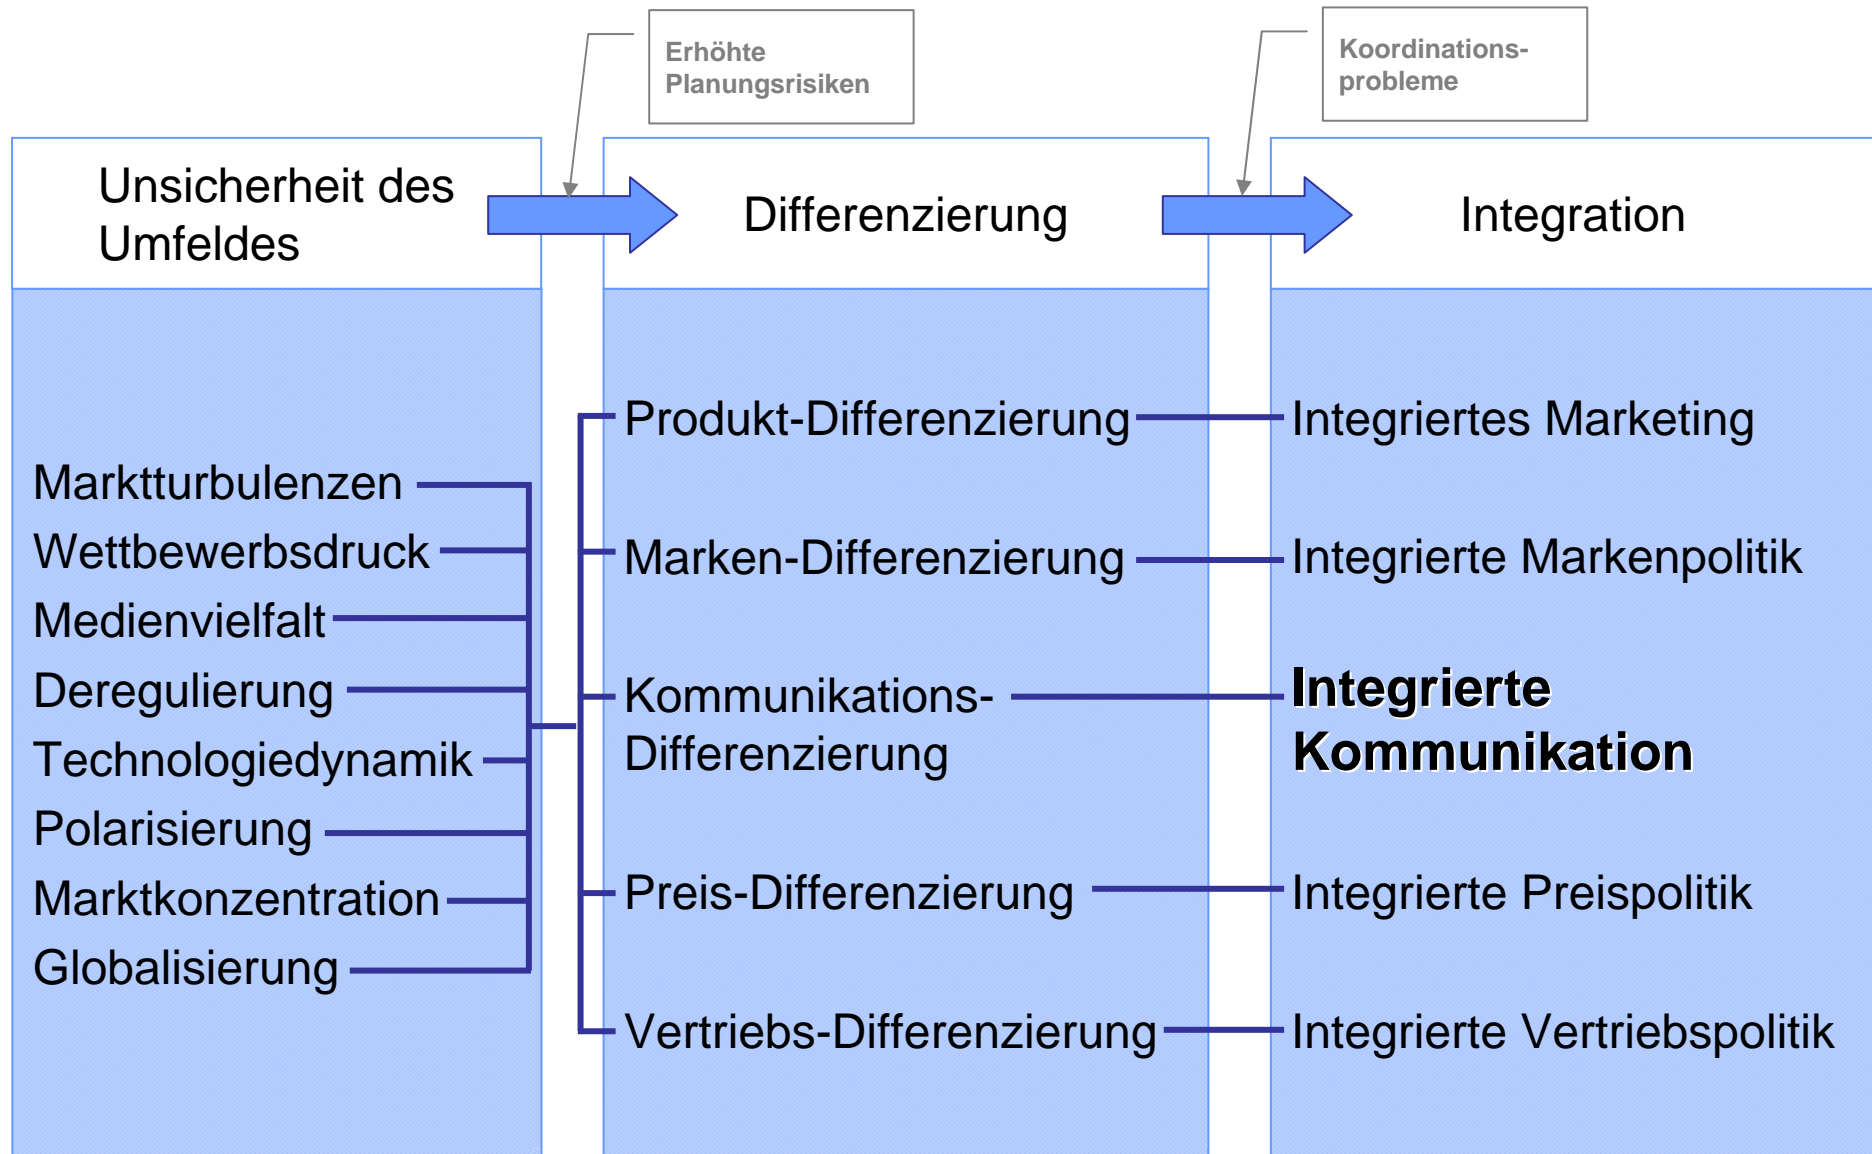 Erhöhte
Planungsrisiken
Koordinations-
probleme
Unsicherheit des
Umfeldes
Differenzierung
Integration
Marktturbulenzen
Wettbewerbsdruck
Medienvielfalt
Deregulierung
Technologiedynamik
Polarisierung
Marktkonzentration
Globalisierung
Produkt-Differenzierung
Marken-Differenzierung
Kommunikations-
Differenzierung
Preis-Differenzierung
Vertriebs-Differenzierung
Integriertes Marketing
Integrierte Markenpolitik
Integrierte
Kommunikation
Integrierte Preispolitik
Integrierte Vertriebspolitik